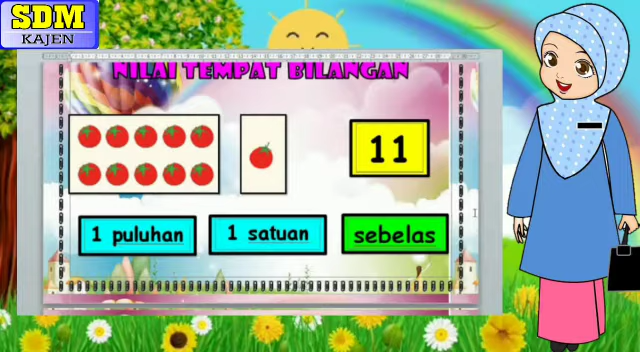 SDM
KAJEN
NILAI TEMPAT BILANGAN
11
1 puluhan
1 satuan
sebelas